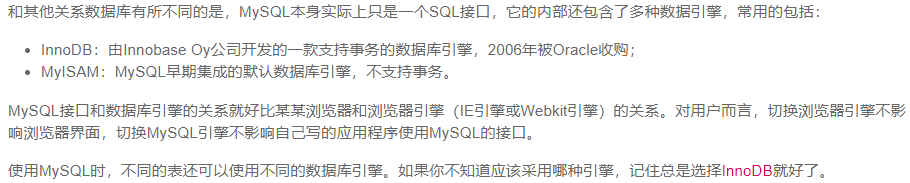 和其他关系数据库有所不同的是，MySQL本身实际上只是一个SQL接口，它的内部还包含了多种数据引擎，常用的包括：
• InnoDB：由Innobase Oy公司开发的一款支持事务的数据库引擎，2006年被Oracle收购；
• MyISAM：MySQL早期集成的默认数据库引擎，不支持事务。
MySQL接口和数据库引擎的关系就好比某某浏览器和浏览器引擎（IE引擎或Webkit引擎）的关系。对用户而言，切换浏览器引擎不影
响浏览器界面，切换MySQL引擎不影响自己写的应用程序使用MySQL的接口。
使用MySQL时，不同的表还可以使用不同的数据库引擎。如果你不知道应该采用哪种引擎，记住总是选择InnoDB就好了。